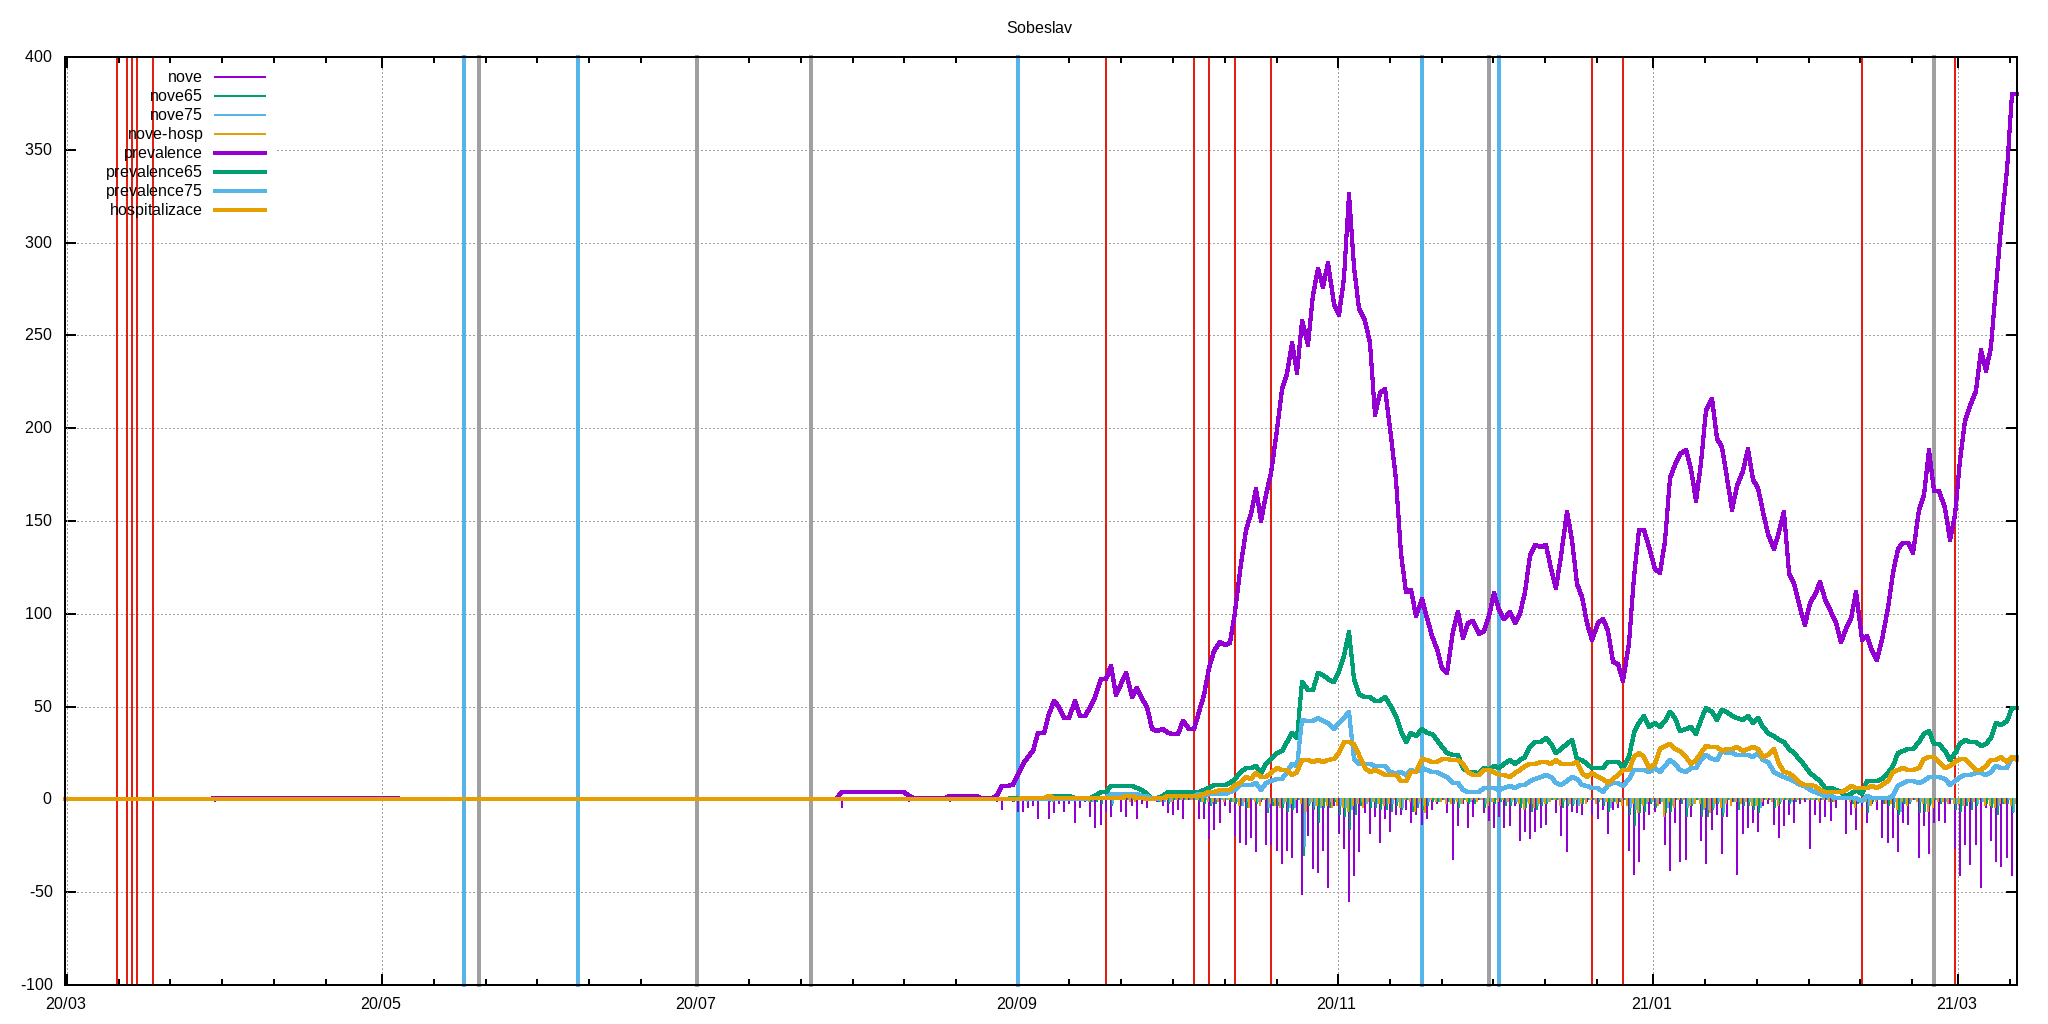 Sobeslav
400
350
300
250
200
150
100
50
0
-50
-100
nove
nove65
nove75
nove-hosp
prevalence
prevalence65
prevalence75
hospitalizace
20/03 20/05 20/07 20/09 20/11 21/01 21/03